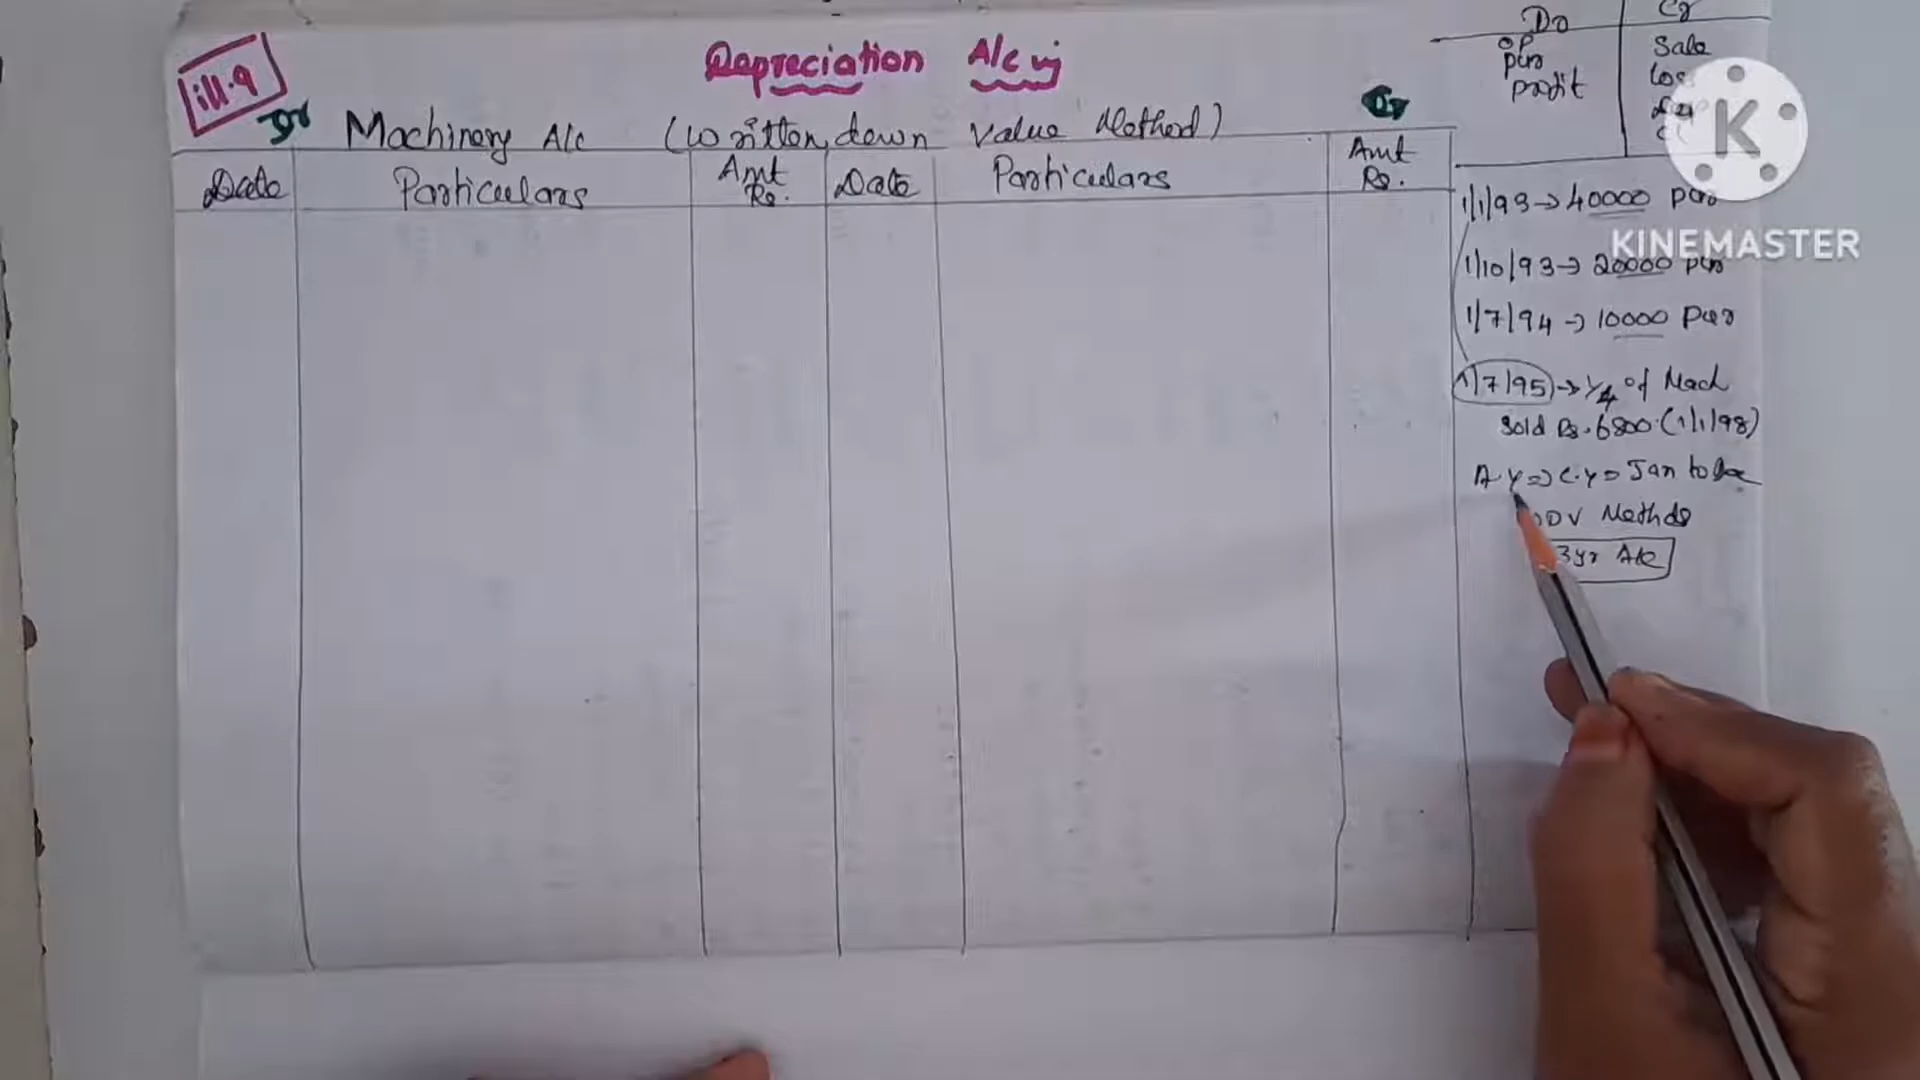 ill.9
Depreciation A/c ing
Dr
Cr
Machinery A/c (Written down Value Method)
Date Particulars Amt Rs. Date Particulars Amt Rs.
Dr Cr
OP Sale
pur los
profit
K
KINEMASTER
1/1/93 → 40000 pur
1/10/93 → 20000 pur
1/7/94 → 10000 Pur
1/7/95 → 1/4 of Mach
Sold Rs. 6800 (1/1/98)
A.Y => C.Y = Jan to
DV Method
3yr A/c